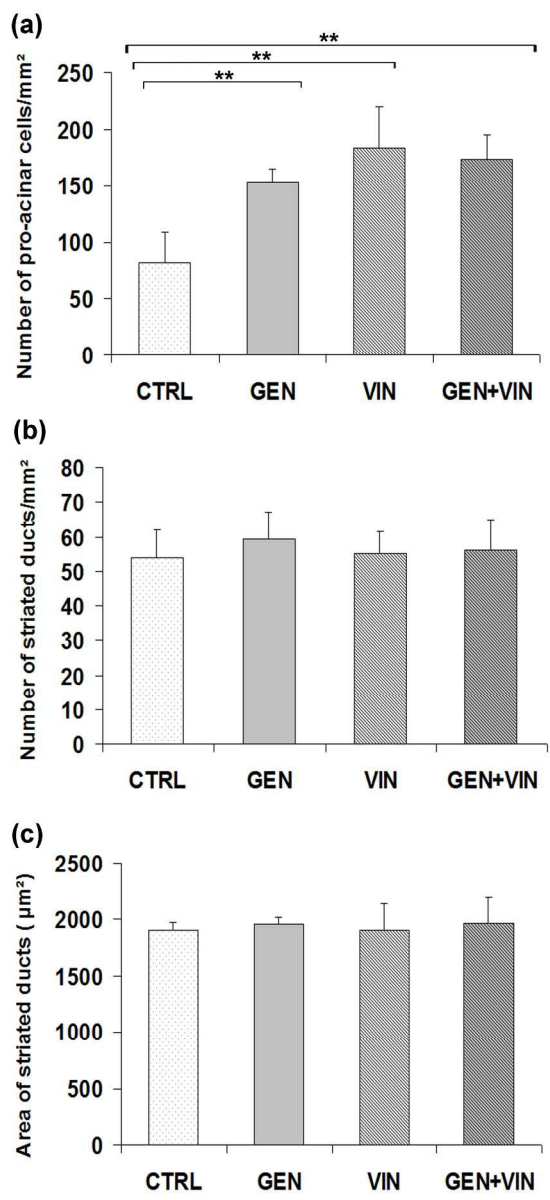 (a)
**
**
**
Number of pro-acinar cells/mm²
250
200
150
100
50
0
CTRL GEN VIN GEN+VIN
(b)
Number of striated ducts/mm²
80
70
60
50
40
30
20
10
0
CTRL GEN VIN GEN+VIN
(c)
Area of striated ducts ( µm²)
2500
2000
1500
1000
500
0
CTRL GEN VIN GEN+VIN